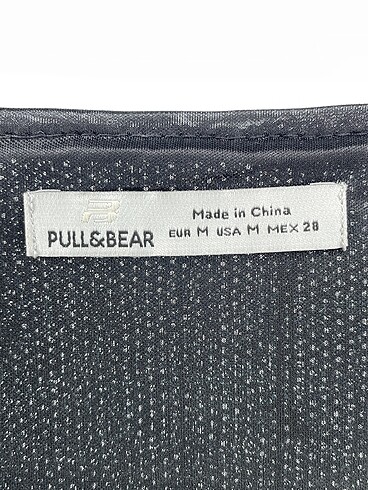 PULL&BEAR
Made in China
EUR M USA M MEX 28